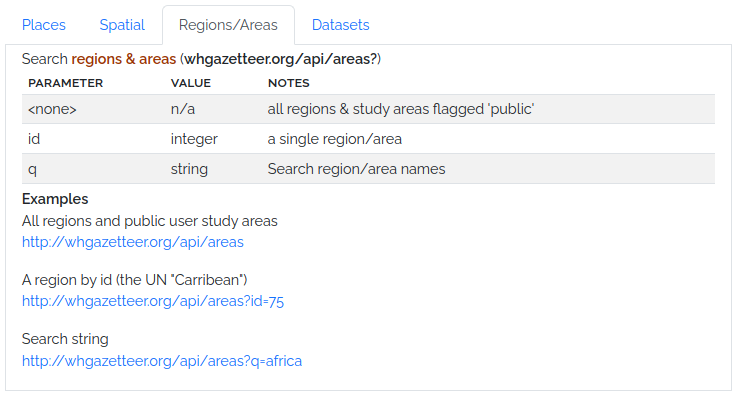 Places Spatial Regions/Areas Datasets
Search regions & areas (whgazetteer.org/api/areas?)
PARAMETER VALUE NOTES
<none> n/a all regions & study areas flagged 'public'
id integer a single region/area
q string Search region/area names
Examples
All regions and public user study areas
http://whgazetteer.org/api/areas
A region by id (the UN "Carribean")
http://whgazetteer.org/api/areas?id=75
Search string
http://whgazetteer.org/api/areas?q=africa